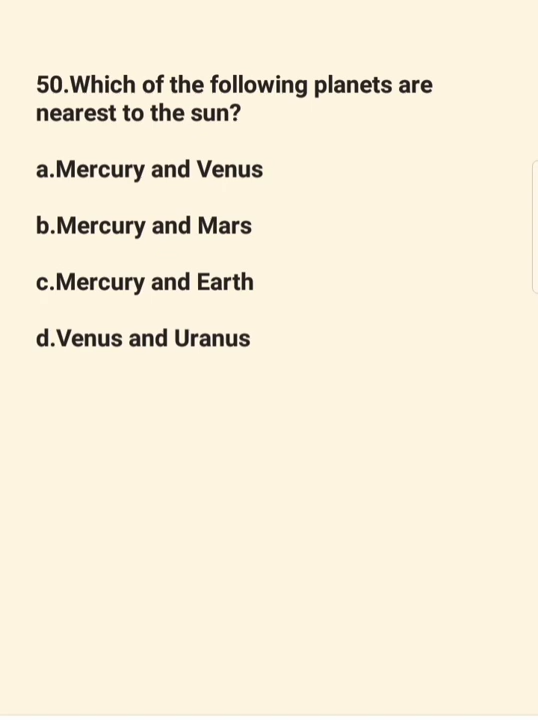 50.Which of the following planets are
nearest to the sun?
a.Mercury and Venus
b.Mercury and Mars
c.Mercury and Earth
d.Venus and Uranus